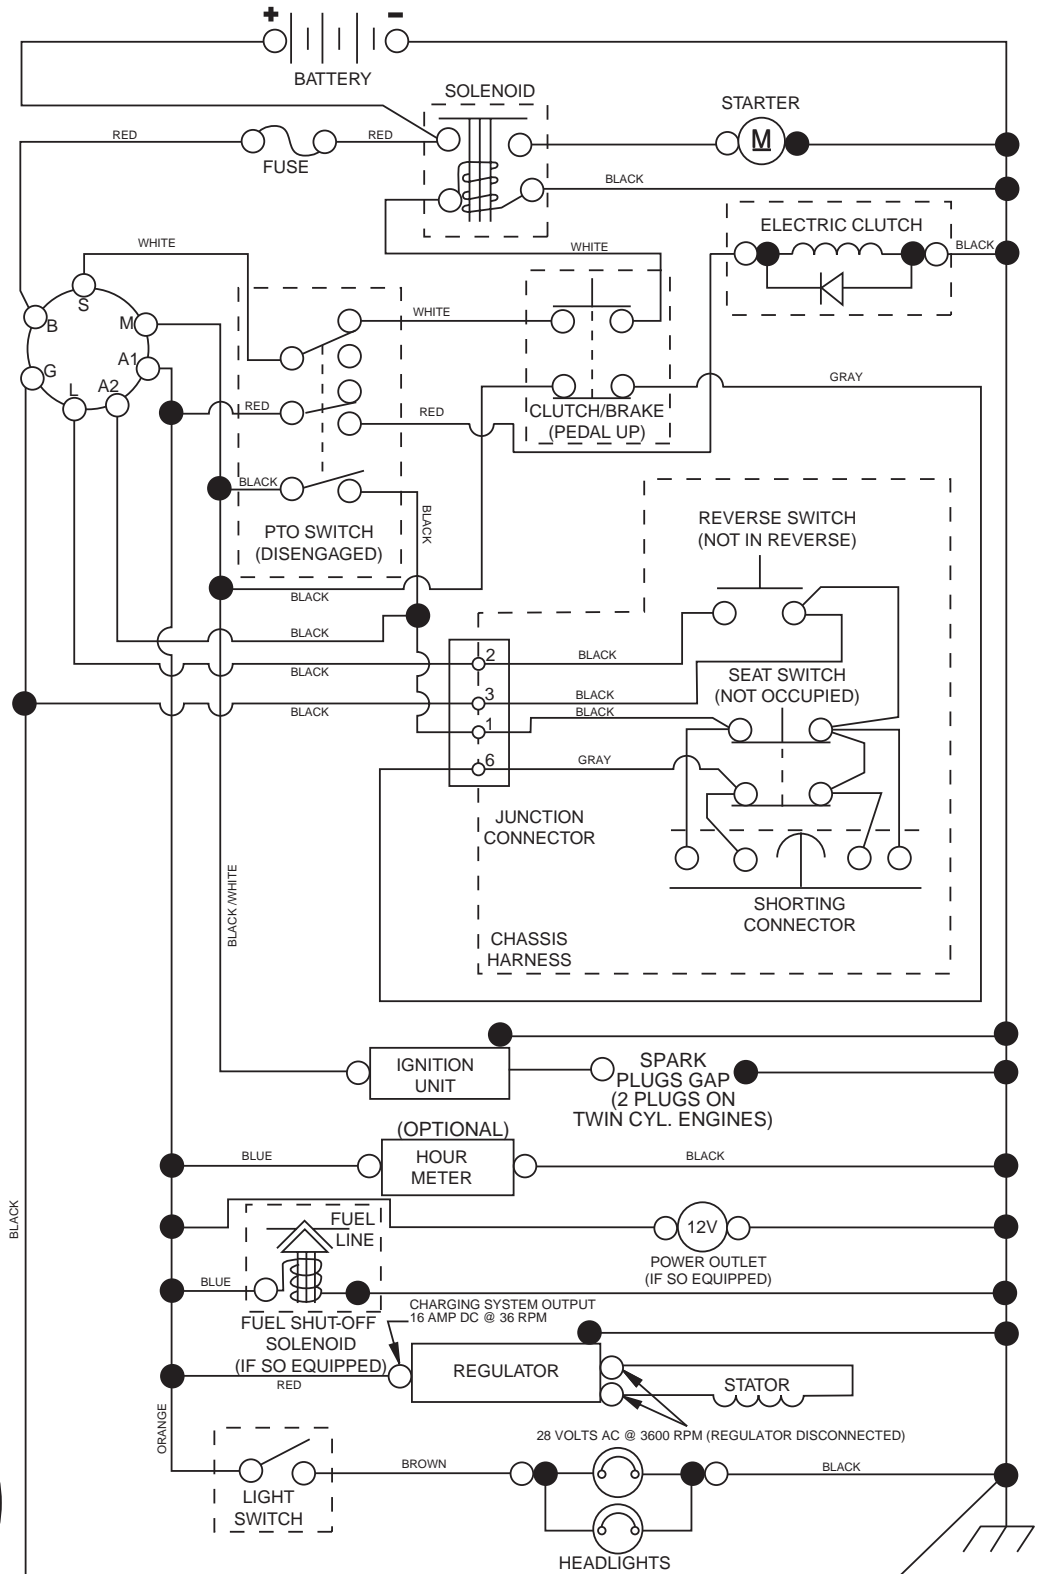 + −
BATTERY
SOLENOID
STARTER
RED
RED
M
FUSE
BLACK
ELECTRIC CLUTCH
WHITE
WHITE
BLACK
S
B
M
WHITE
A1
G
A2
GRAY
L
RED
RED
CLUTCH/BRAKE
(PEDAL UP)
BLACK
BLACK
PTO SWITCH
(DISENGAGED)
REVERSE SWITCH
(NOT IN REVERSE)
BLACK
BLACK
2
BLACK
BLACK
SEAT SWITCH
(NOT OCCUPIED)
3
BLACK
BLACK
1
BLACK
6
GRAY
JUNCTION
CONNECTOR
BLACK /WHITE
SHORTING
CONNECTOR
CHASSIS
HARNESS
IGNITION
UNIT
SPARK
PLUGS GAP
(2 PLUGS ON
TWIN CYL. ENGINES)
(OPTIONAL)
HOUR
METER
BLUE
BLACK
BLACK
FUEL
LINE
12V
POWER OUTLET
(IF SO EQUIPPED)
BLUE
CHARGING SYSTEM OUTPUT
16 AMP DC @ 36 RPM
FUEL SHUT-OFF
SOLENOID
(IF SO EQUIPPED)
RED
REGULATOR
STATOR
ORANGE
28 VOLTS AC @ 3600 RPM (REGULATOR DISCONNECTED)
BROWN
BLACK
LIGHT
SWITCH
HEADLIGHTS